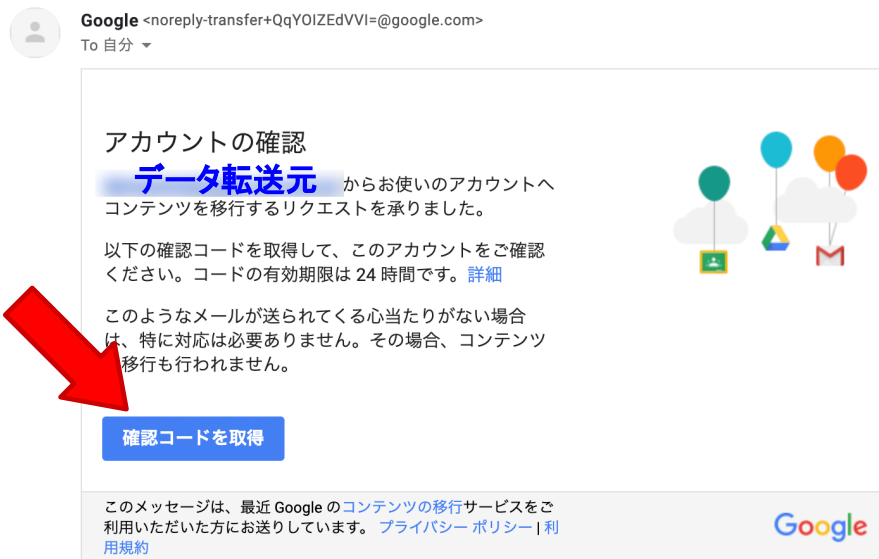 Google <noreply-transfer+QqYOIZEdVVI=@google.com>
To 自分
アカウントの確認
データ転送元 からお使いのアカウントへ
コンテンツを移行するリクエストを承りました。
以下の確認コードを取得して、このアカウントをご確認
ください。コードの有効期限は 24 時間です。詳細
このようなメールが送られてくる心当たりがない場合
は、特に対応は必要ありません。その場合、コンテンツ
移行も行われません。
確認コードを取得
このメッセージは、最近 Google のコンテンツの移行サービスをご
利用いただいた方にお送りしています。 プライバシー ポリシー | 利
用規約
Google